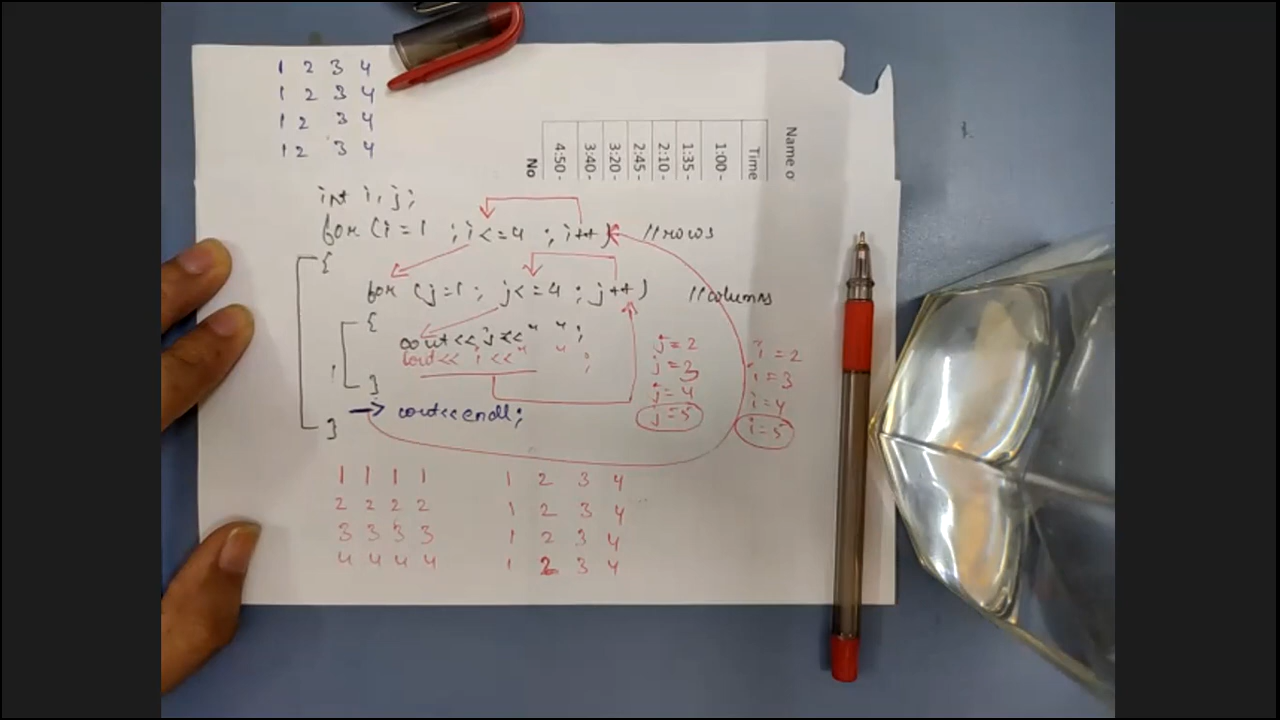 1 2 3 4
1 2 3 4
1 2 3 4
1 2 3 4
Name o
Time
1:00 -
1:35 -
2:10 -
2:45 -
3:20 -
3:40 -
4:50 -
No
int i, j;
for (i=1 ; i<=4 ; i++) //rows
{
for (j=1 ; j<=4 ; j++) //columns
{
cout<<j<<" ";
cout<< i <<" " ;
}
cout<<endl;
}
j=2
j=3
j=4
j=5
i=2
i=3
i=4
i=5
1 1 1 1
2 2 2 2
3 3 3 3
4 4 4 4
1 2 3 4
1 2 3 4
1 2 3 4
1 2 3 4